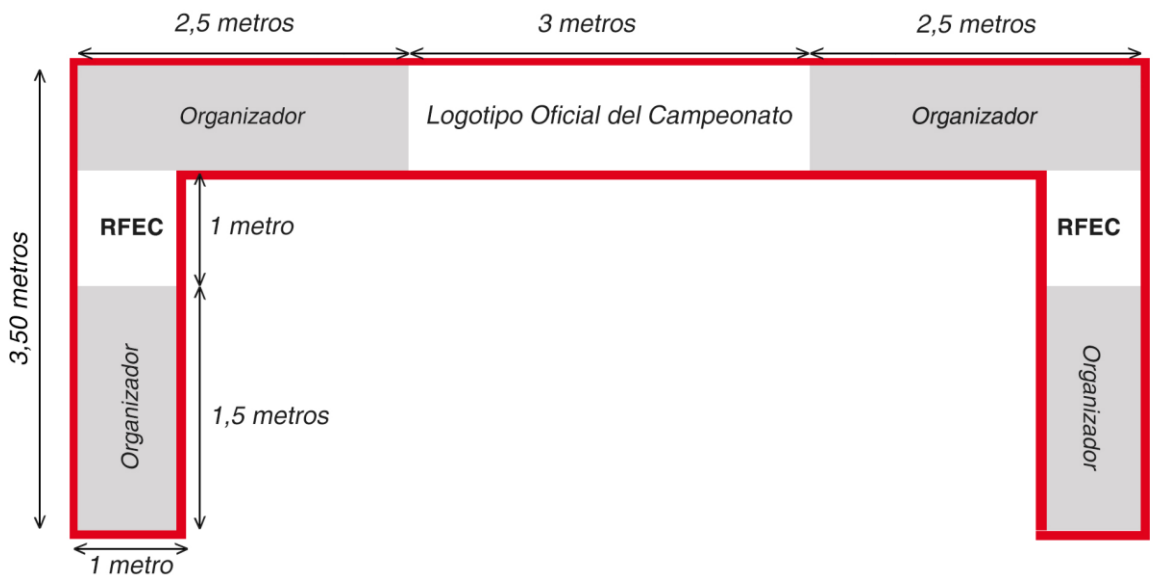 2,5 metros
3 metros
2,5 metros
Organizador
Logotipo Oficial del Campeonato
Organizador
3,50 metros
RFEC
1 metro
RFEC
Organizador
1,5 metros
Organizador
1 metro